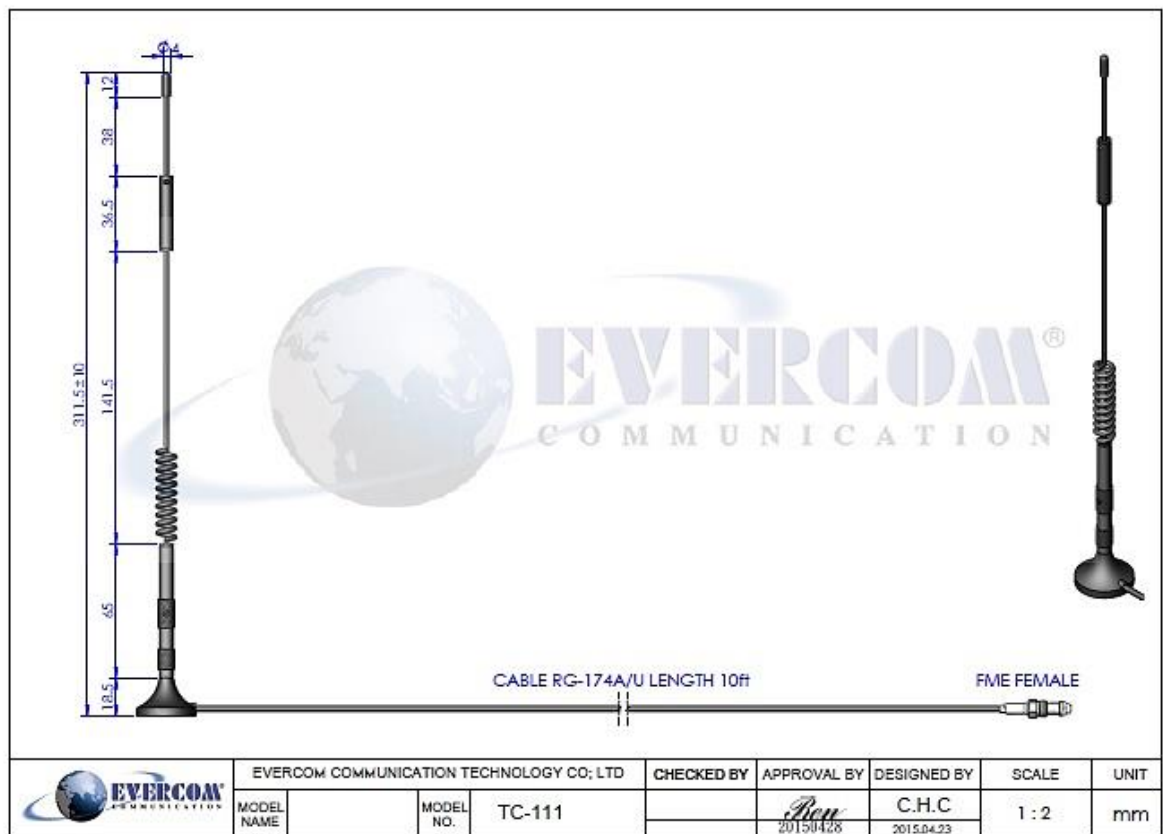 Ø4
12
38
36.5
141.5
311.5±10
65
18.5
EVERCOM®
COMMUNICATION
CABLE RG-174A/U LENGTH 10ft
FME FEMALE
EVERCOM
COMMUNICATION
EVERCOM COMMUNICATION TECHNOLOGY CO; LTD
CHECKED BY
APPROVAL BY
DESIGNED BY
SCALE
UNIT
MODEL NAME
MODEL NO.
TC-111
Ren
20150428
C.H.C
2015.04.23
1 : 2
mm